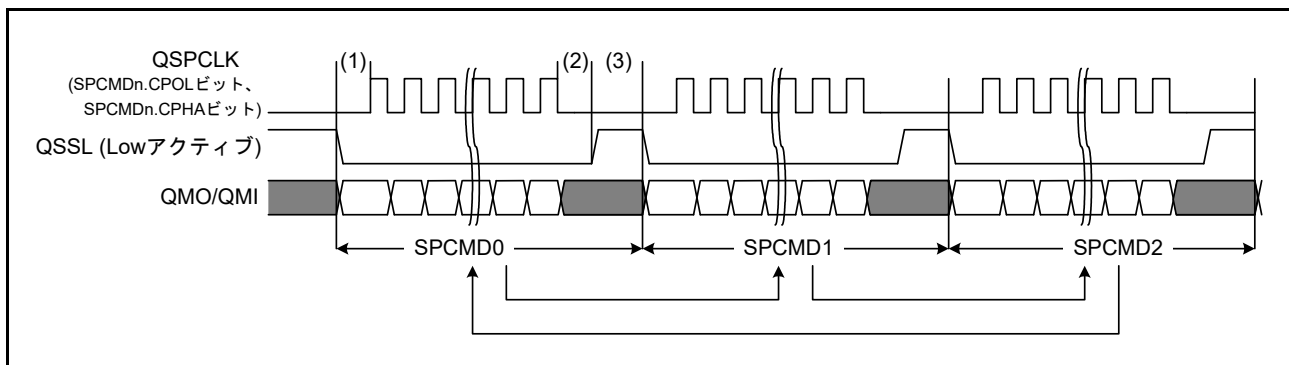 QSPCLK
(SPCMDn.CPOLビット、
SPCMDn.CPHAビット)
(1)
(2)
(3)
QSSL (Lowアクティブ)
QMO/QMI
SPCMD0
SPCMD1
SPCMD2